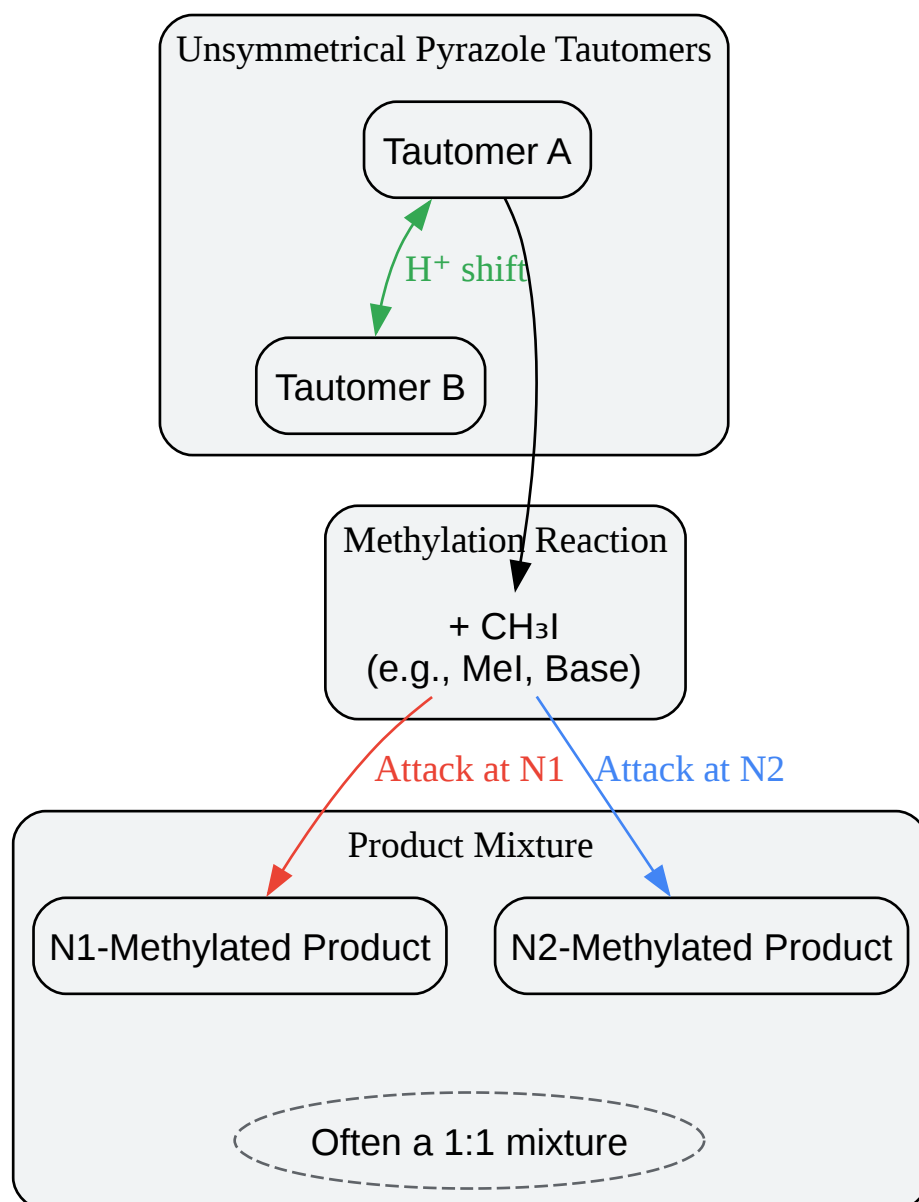 Unsymmetrical Pyrazole Tautomers
Tautomer A
H⁺ shift
Tautomer B
Methylation Reaction
+ CH₃I
(e.g., MeI, Base)
Attack at N1
Attack at N2
Product Mixture
N1-Methylated Product
N2-Methylated Product
Often a 1:1 mixture